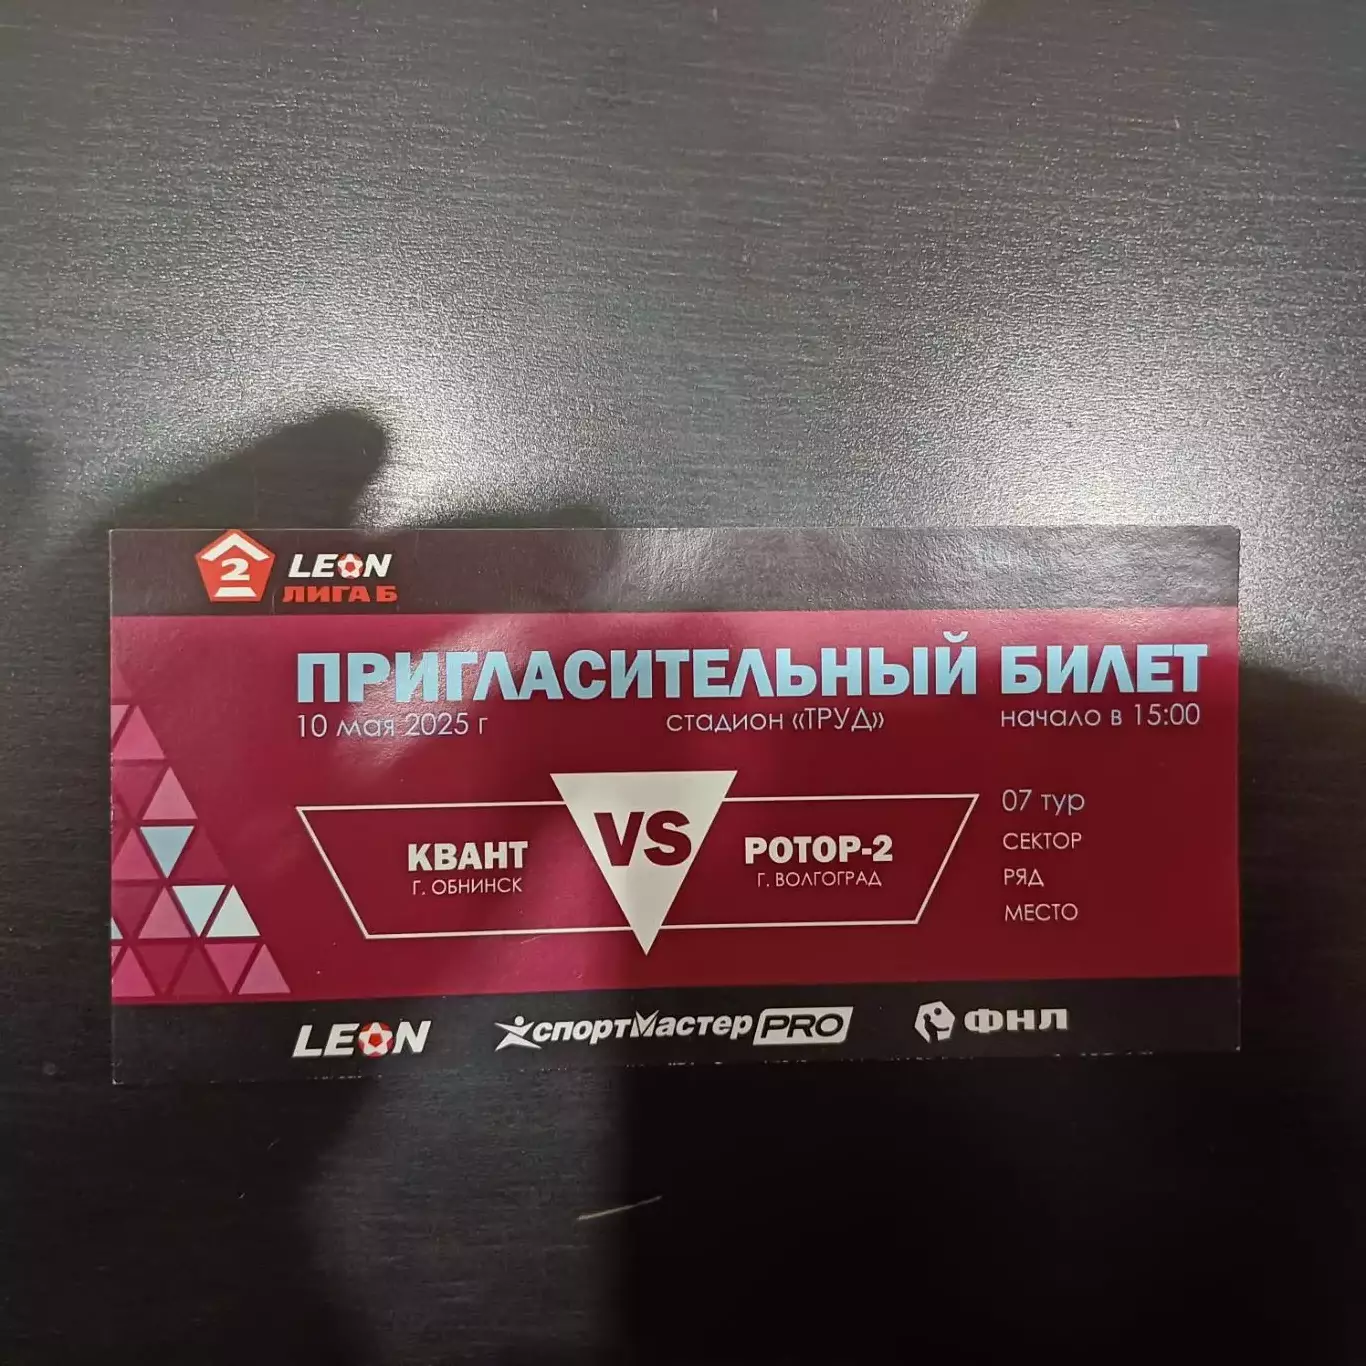 2 LEON
ЛИГА Б
ПРИГЛАСИТЕЛЬНЫЙ БИЛЕТ
10 мая 2025 г стадион «ТРУД» начало в 15:00
КВАНТ
Г. ОБНИНСК
VS
РОТОР-2
Г. ВОЛГОГРАД
07 тур
СЕКТОР
РЯД
МЕСТО
LEON спортмастер PRO ФНЛ